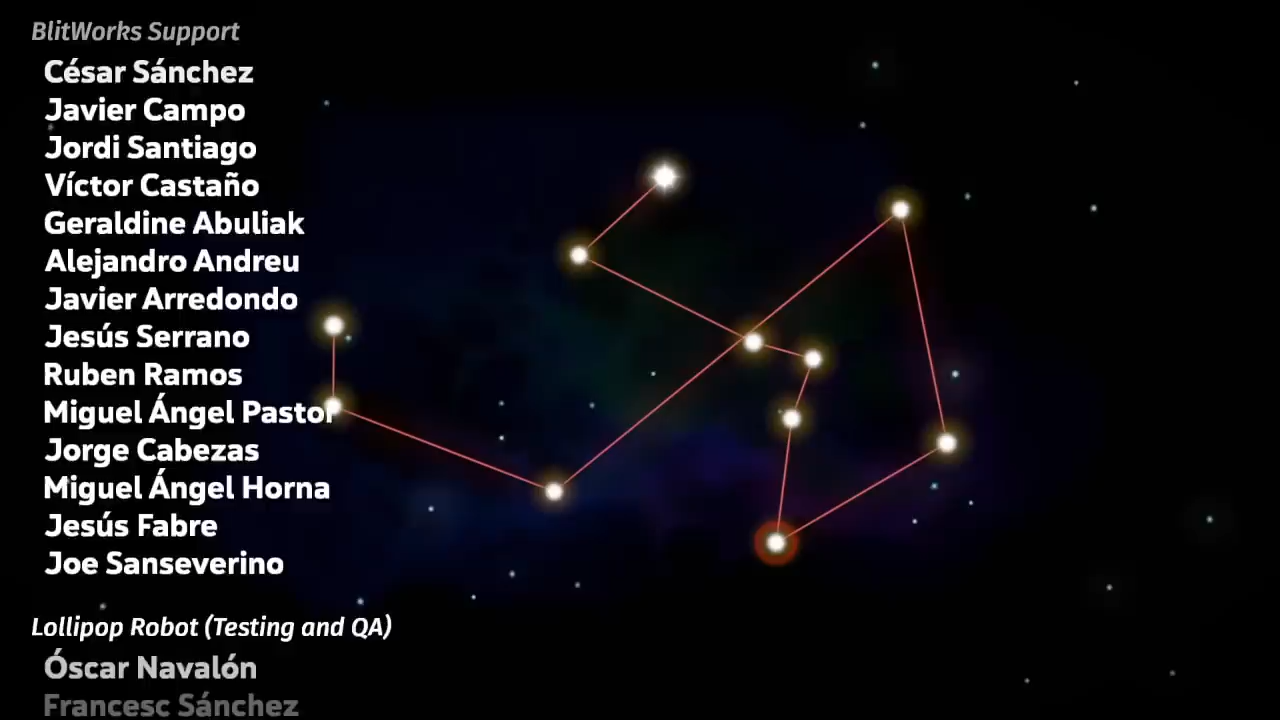 BlitWorks Support
César Sánchez
Javier Campo
Jordi Santiago
Víctor Castaño
Geraldine Abuliak
Alejandro Andreu
Javier Arredondo
Jesús Serrano
Ruben Ramos
Miguel Ángel Pastor
Jorge Cabezas
Miguel Ángel Horna
Jesús Fabre
Joe Sanseverino
Lollipop Robot (Testing and QA)
Óscar Navalón
Francesc Sánchez